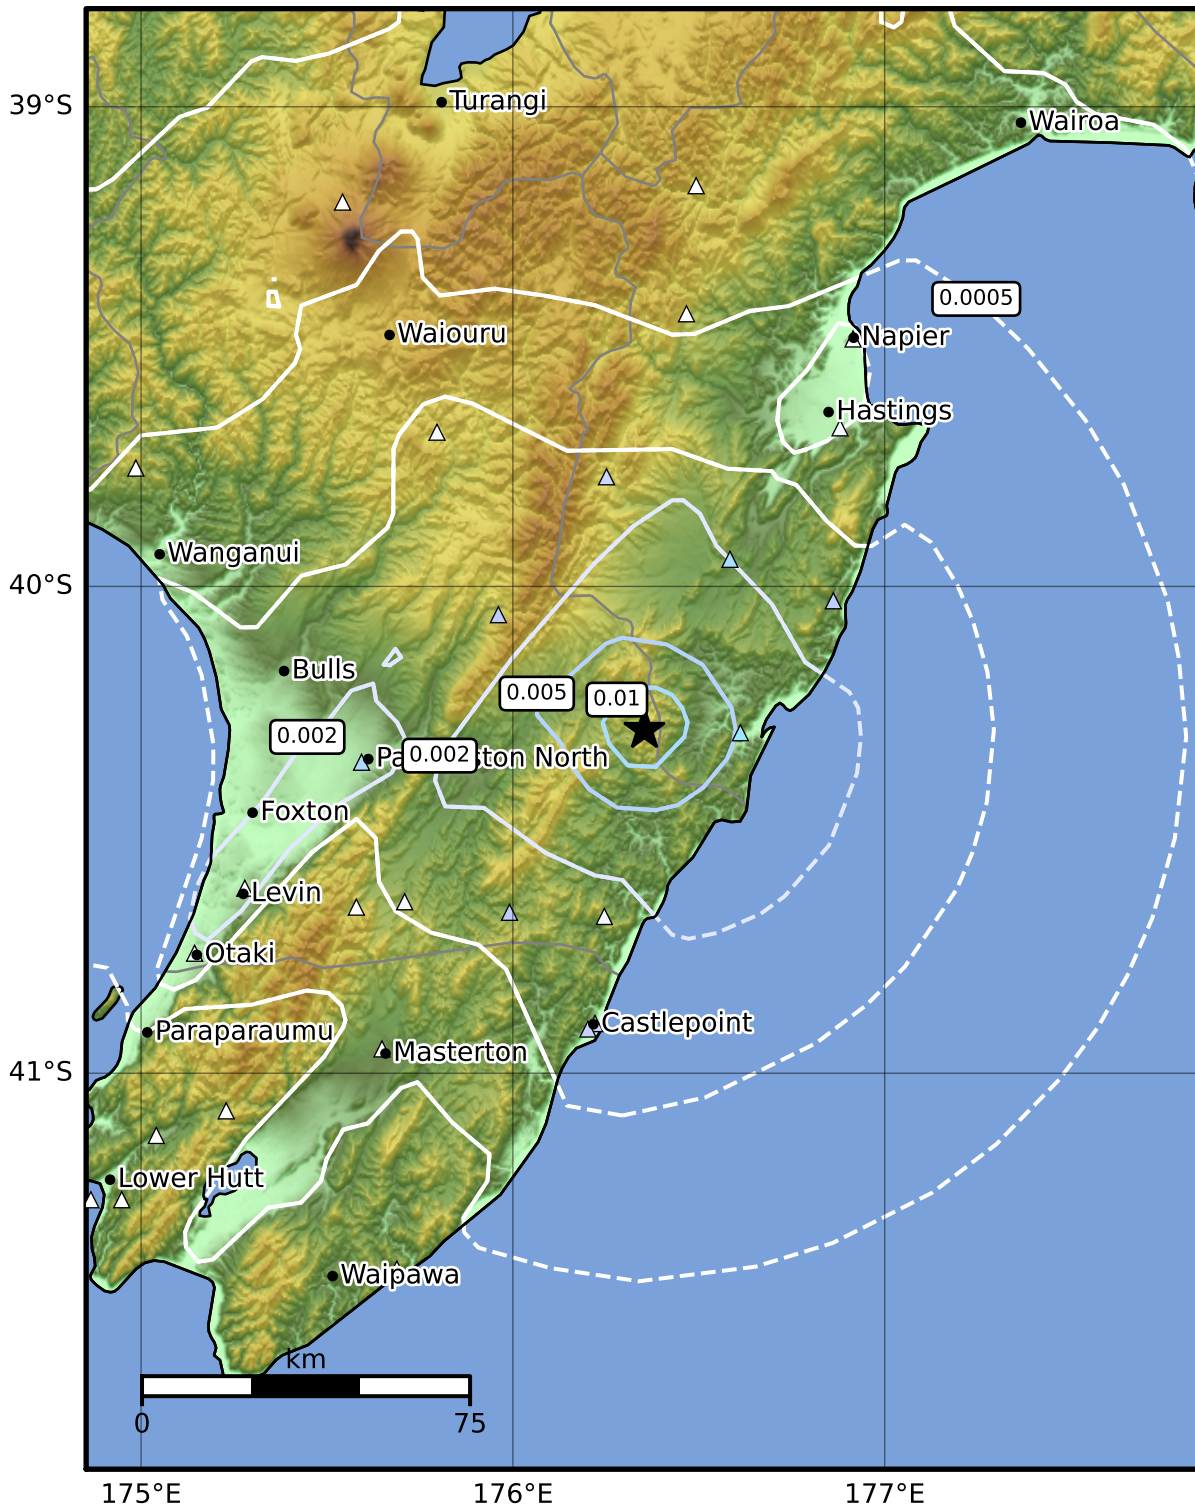 39°S
Turangi
Wairoa
0.0005
Waiouru
Napier
Hastings
Wanganui
40°S
Bulls
0.005
0.01
0.002
0.002
Pa ston North
Foxton
Levin
Otaki
Castlepoint
Paraparaumu
Masterton
41°S
Lower Hutt
Waipawa
km
0
75
175°E
176°E
177°E